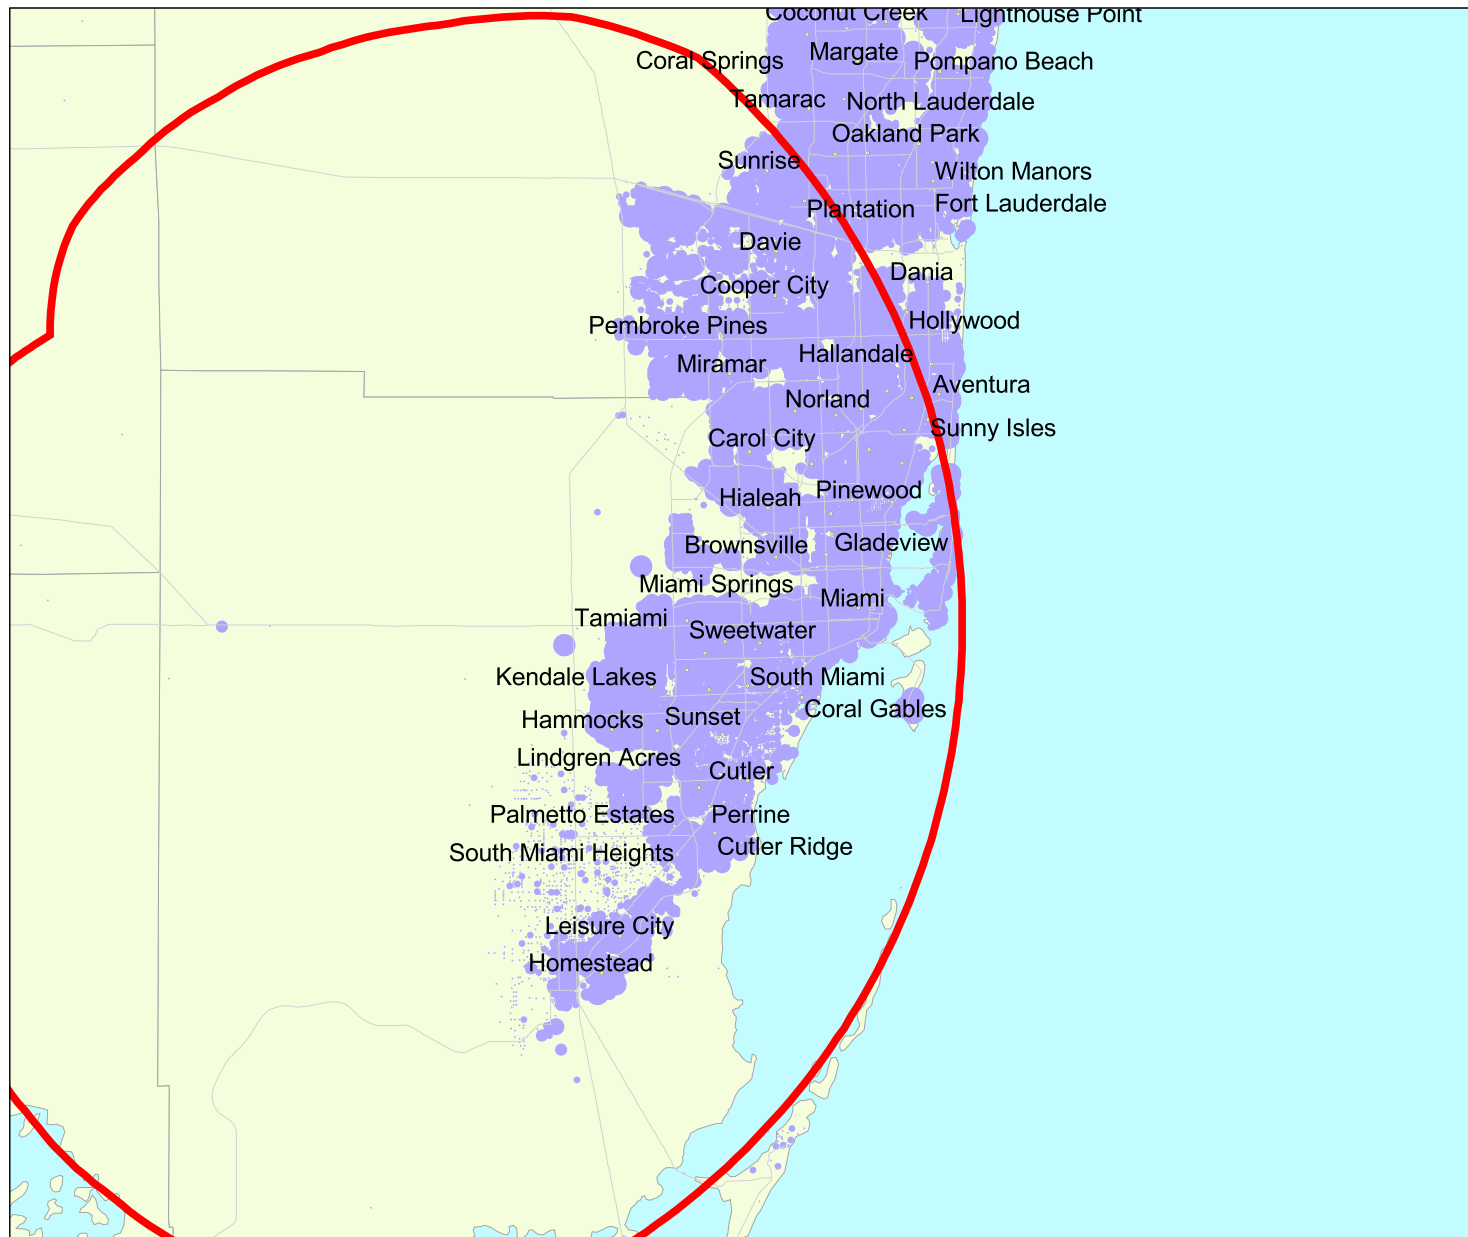 Coconut Creek
Lighthouse Point
Coral Springs
Margate
Pompano Beach
Tamarac
North Lauderdale
Oakland Park
Sunrise
Wilton Manors
Plantation
Fort Lauderdale
Davie
Dania
Cooper City
Pembroke Pines
Hollywood
Miramar
Hallandale
Norland
Aventura
Carol City
Sunny Isles
Hialeah
Pinewood
Brownsville
Gladeview
Miami Springs
Miami
Tamiami
Sweetwater
Kendale Lakes
South Miami
Coral Gables
Hammocks
Sunset
Lindgren Acres
Cutler
Palmetto Estates
Perrine
South Miami Heights
Cutler Ridge
Leisure City
Homestead